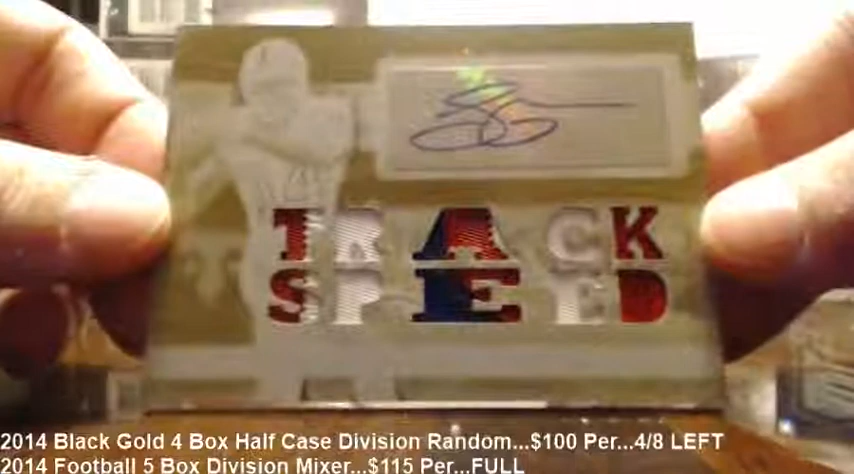 TRACK
SPEED
2014 Black Gold 4 Box Half Case Division Random...$100 Per...4/8 LEFT
2014 Football 5 Box Division Mixer...$115 Per...FULL